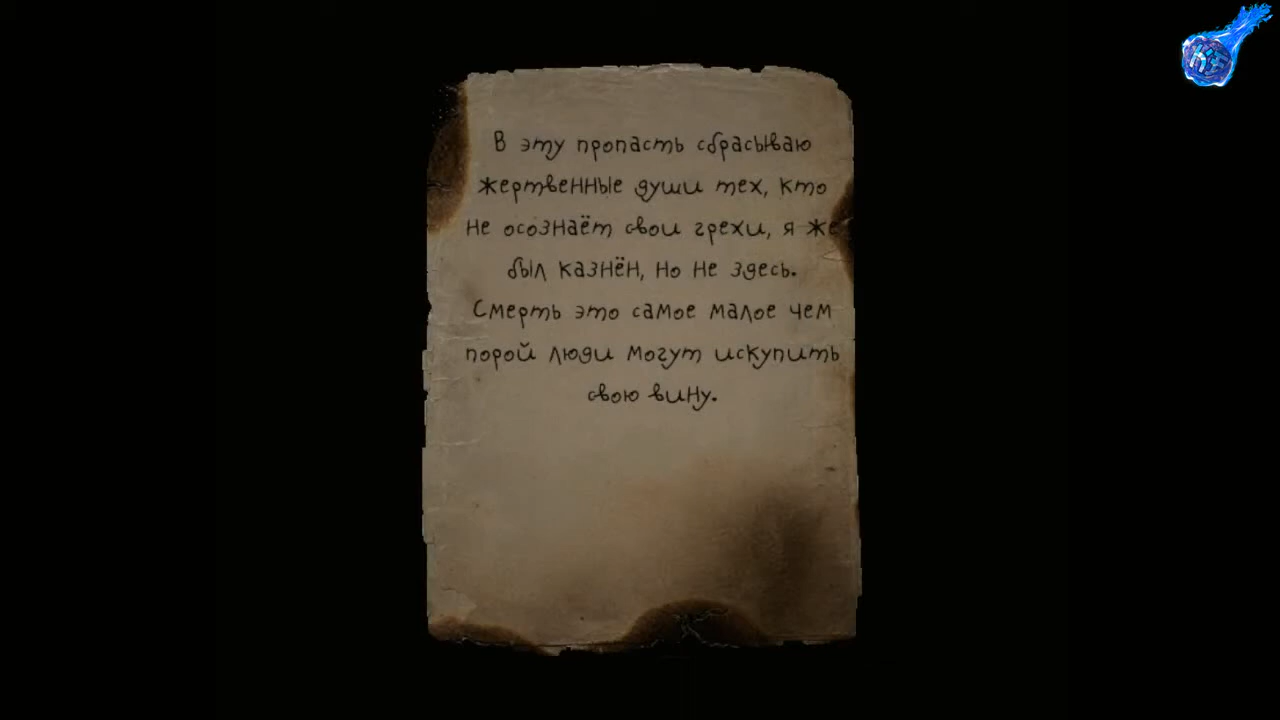 В эту пропасть сбрасываю
жертвенные души тех, кто
не осознаёт свои грехи, я же
был казнён, но не здесь.
Смерть это самое малое чем
порой люди могут искупить
свою вину.